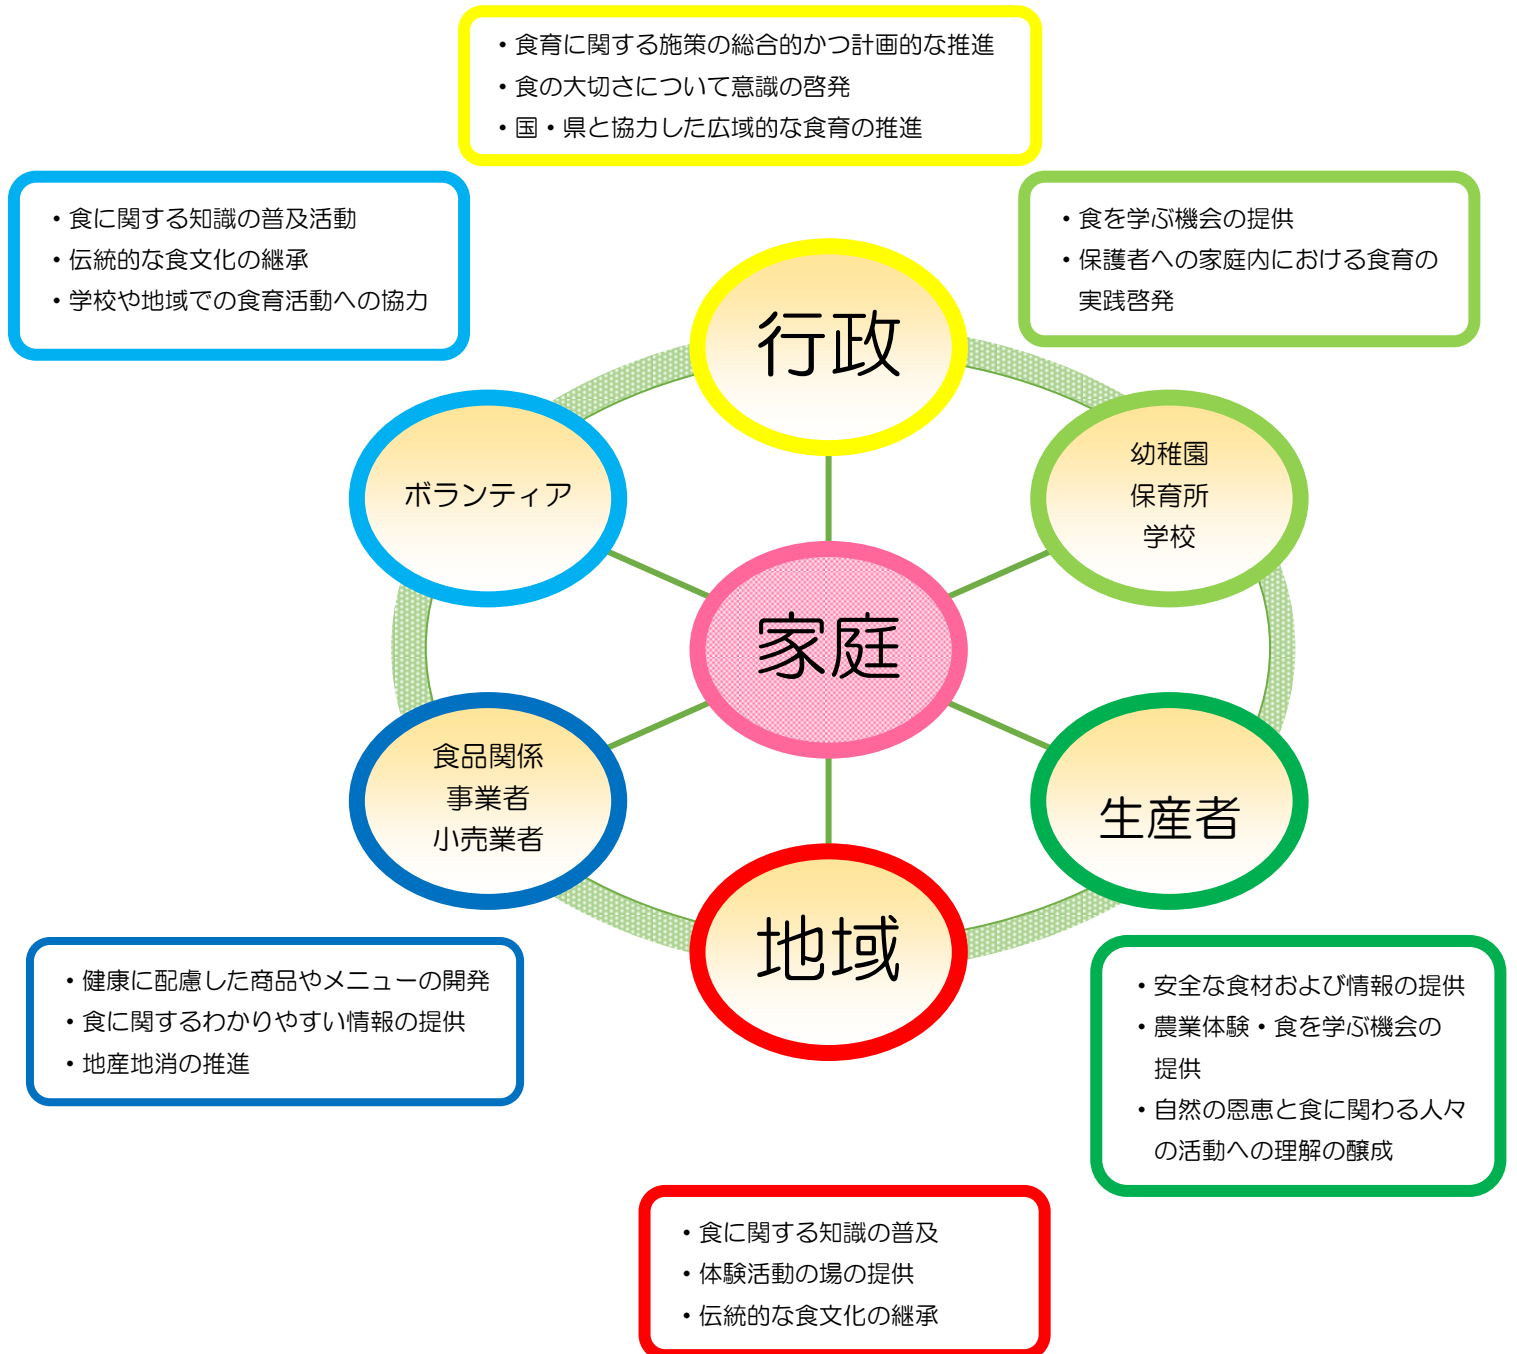 ・食育に関する施策の総合的かつ計画的な推進
・食の大切さについて意識の啓発
・国・県と協力した広域的な食育の推進
・食に関する知識の普及活動
・伝統的な食文化の継承
・学校や地域での食育活動への協力
・食を学ぶ機会の提供
・保護者への家庭内における食育の
実践啓発
行政
ボランティア
幼稚園
保育所
学校
家庭
食品関係
事業者
小売業者
生産者
地域
・健康に配慮した商品やメニューの開発
・食に関するわかりやすい情報の提供
・地産地消の推進
・安全な食材および情報の提供
・農業体験・食を学ぶ機会の
提供
・自然の恩恵と食に関わる人々
の活動への理解の醸成
・食に関する知識の普及
・体験活動の場の提供
・伝統的な食文化の継承